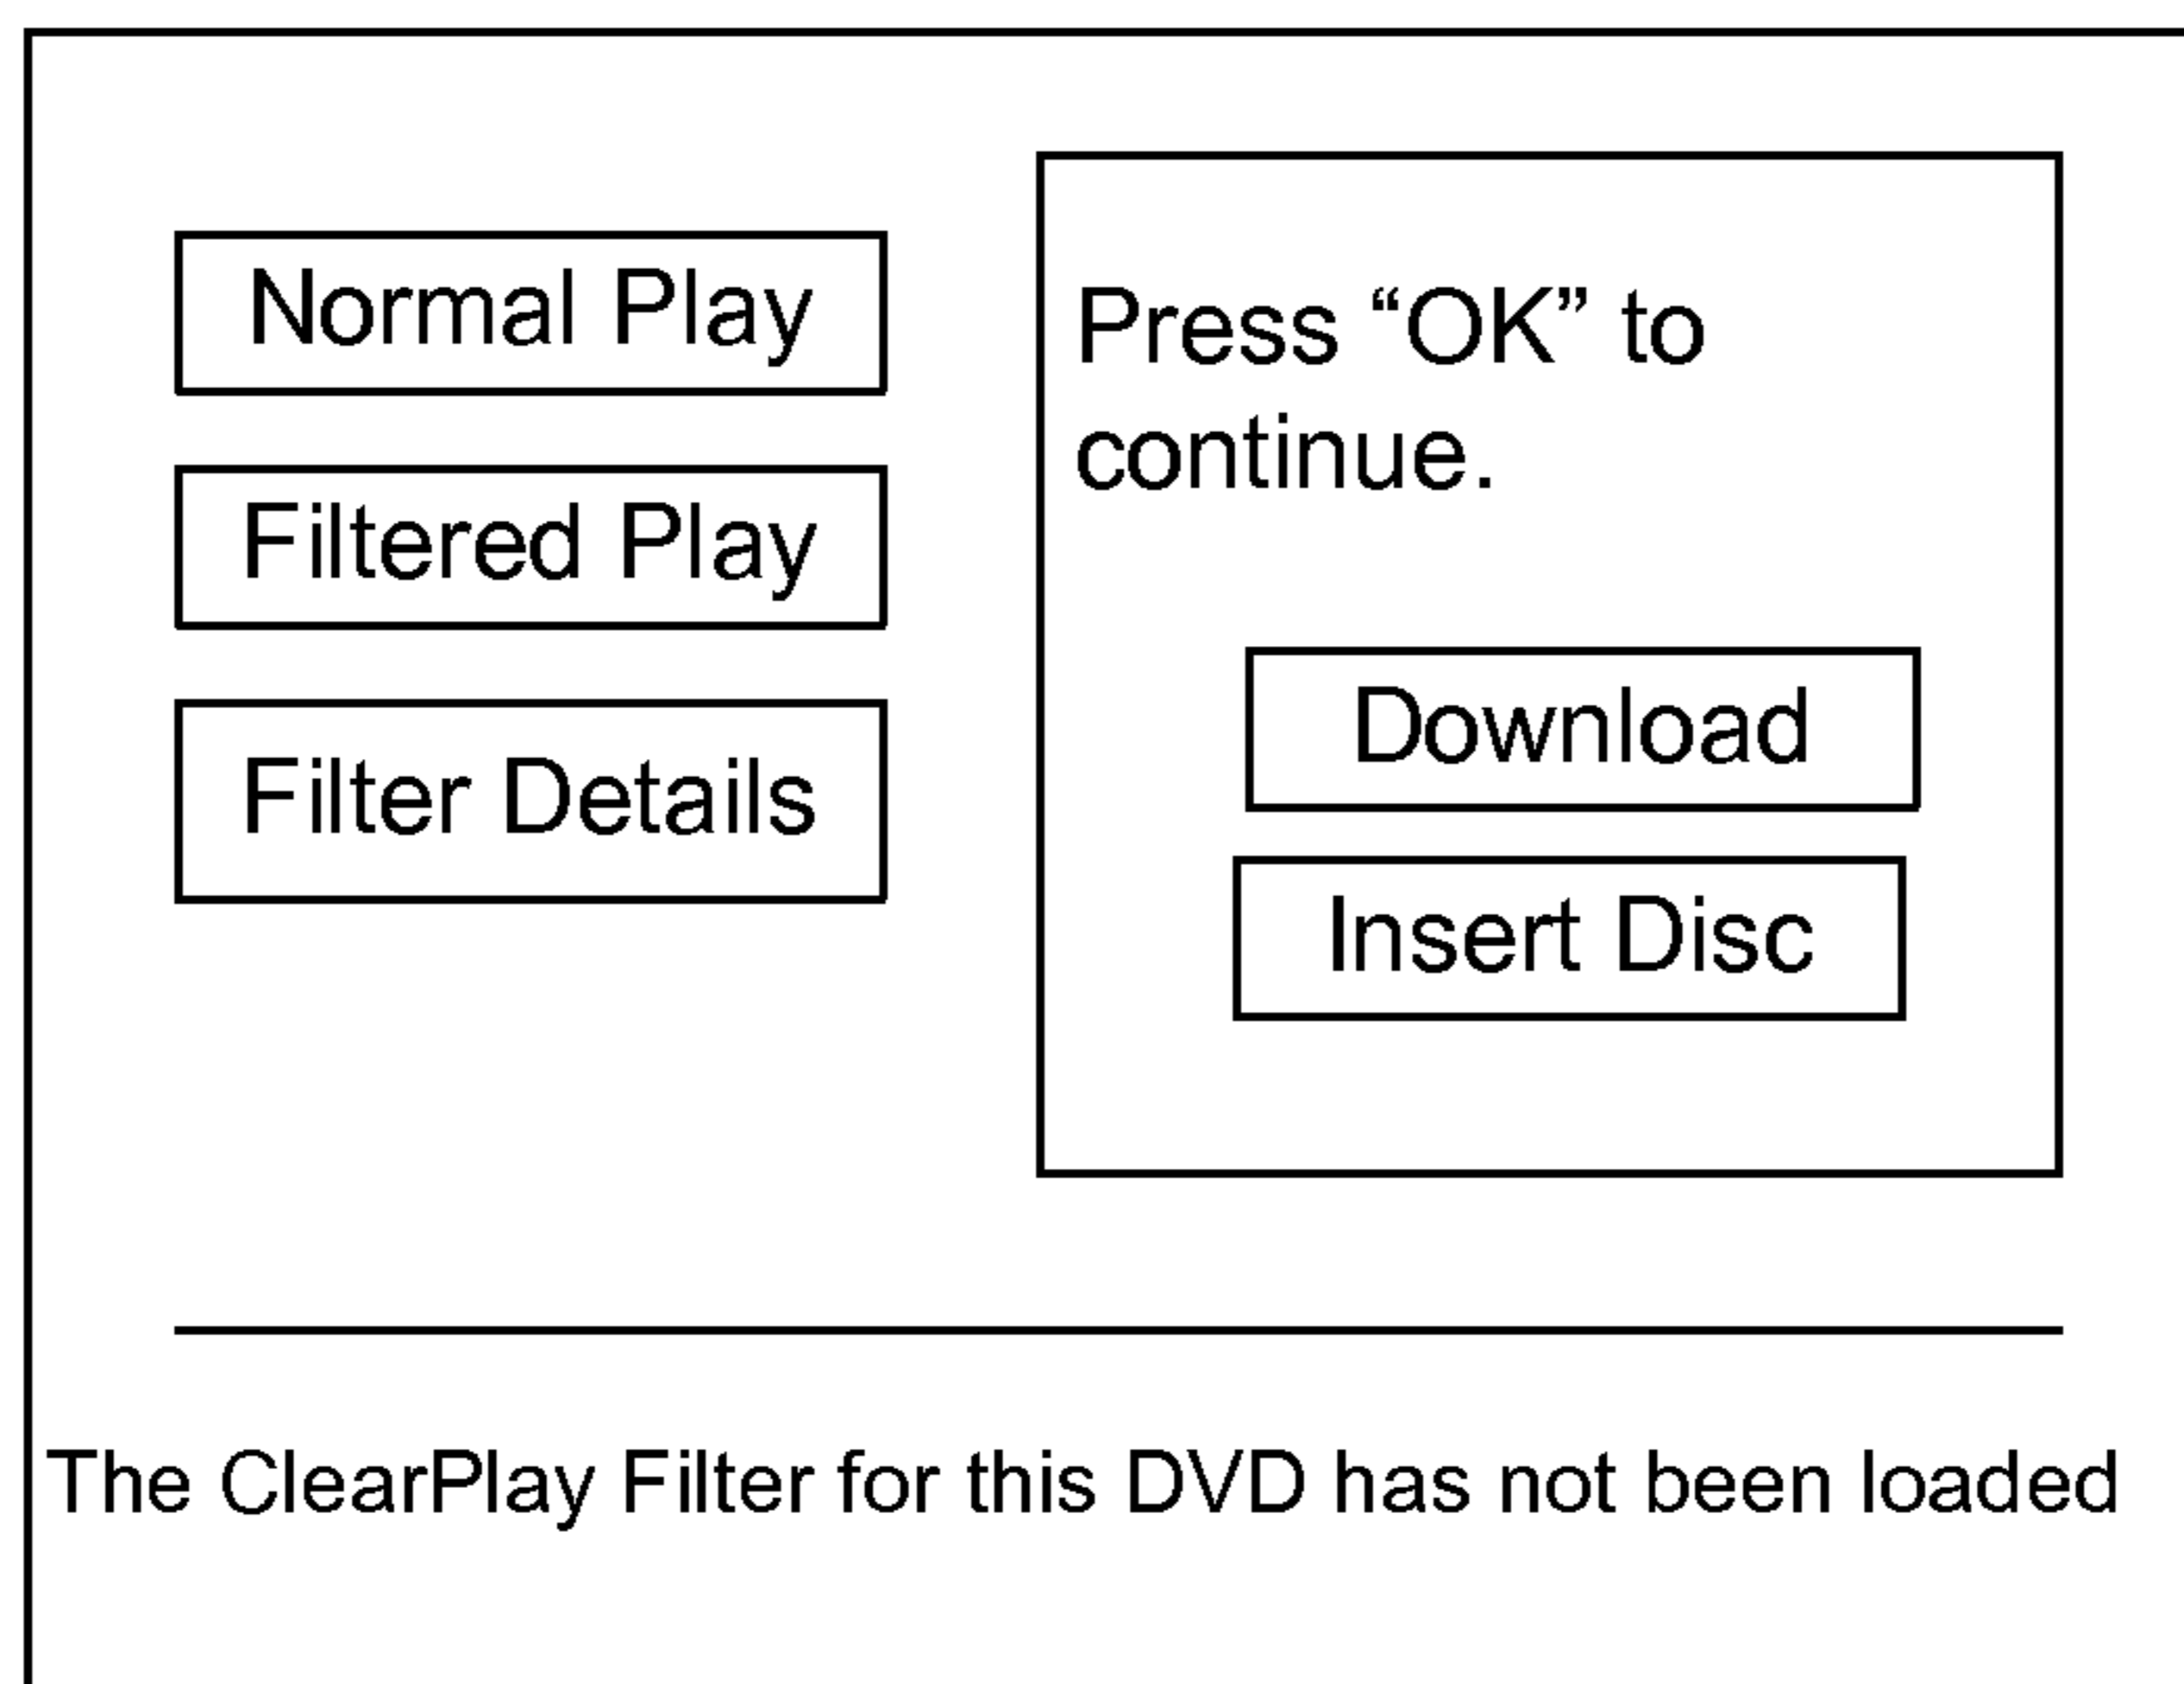 Normal Play
Filtered Play
Filter Details
Press “OK” to
continue.
Download
Insert Disc
The ClearPlay Filter for this DVD has not been loaded